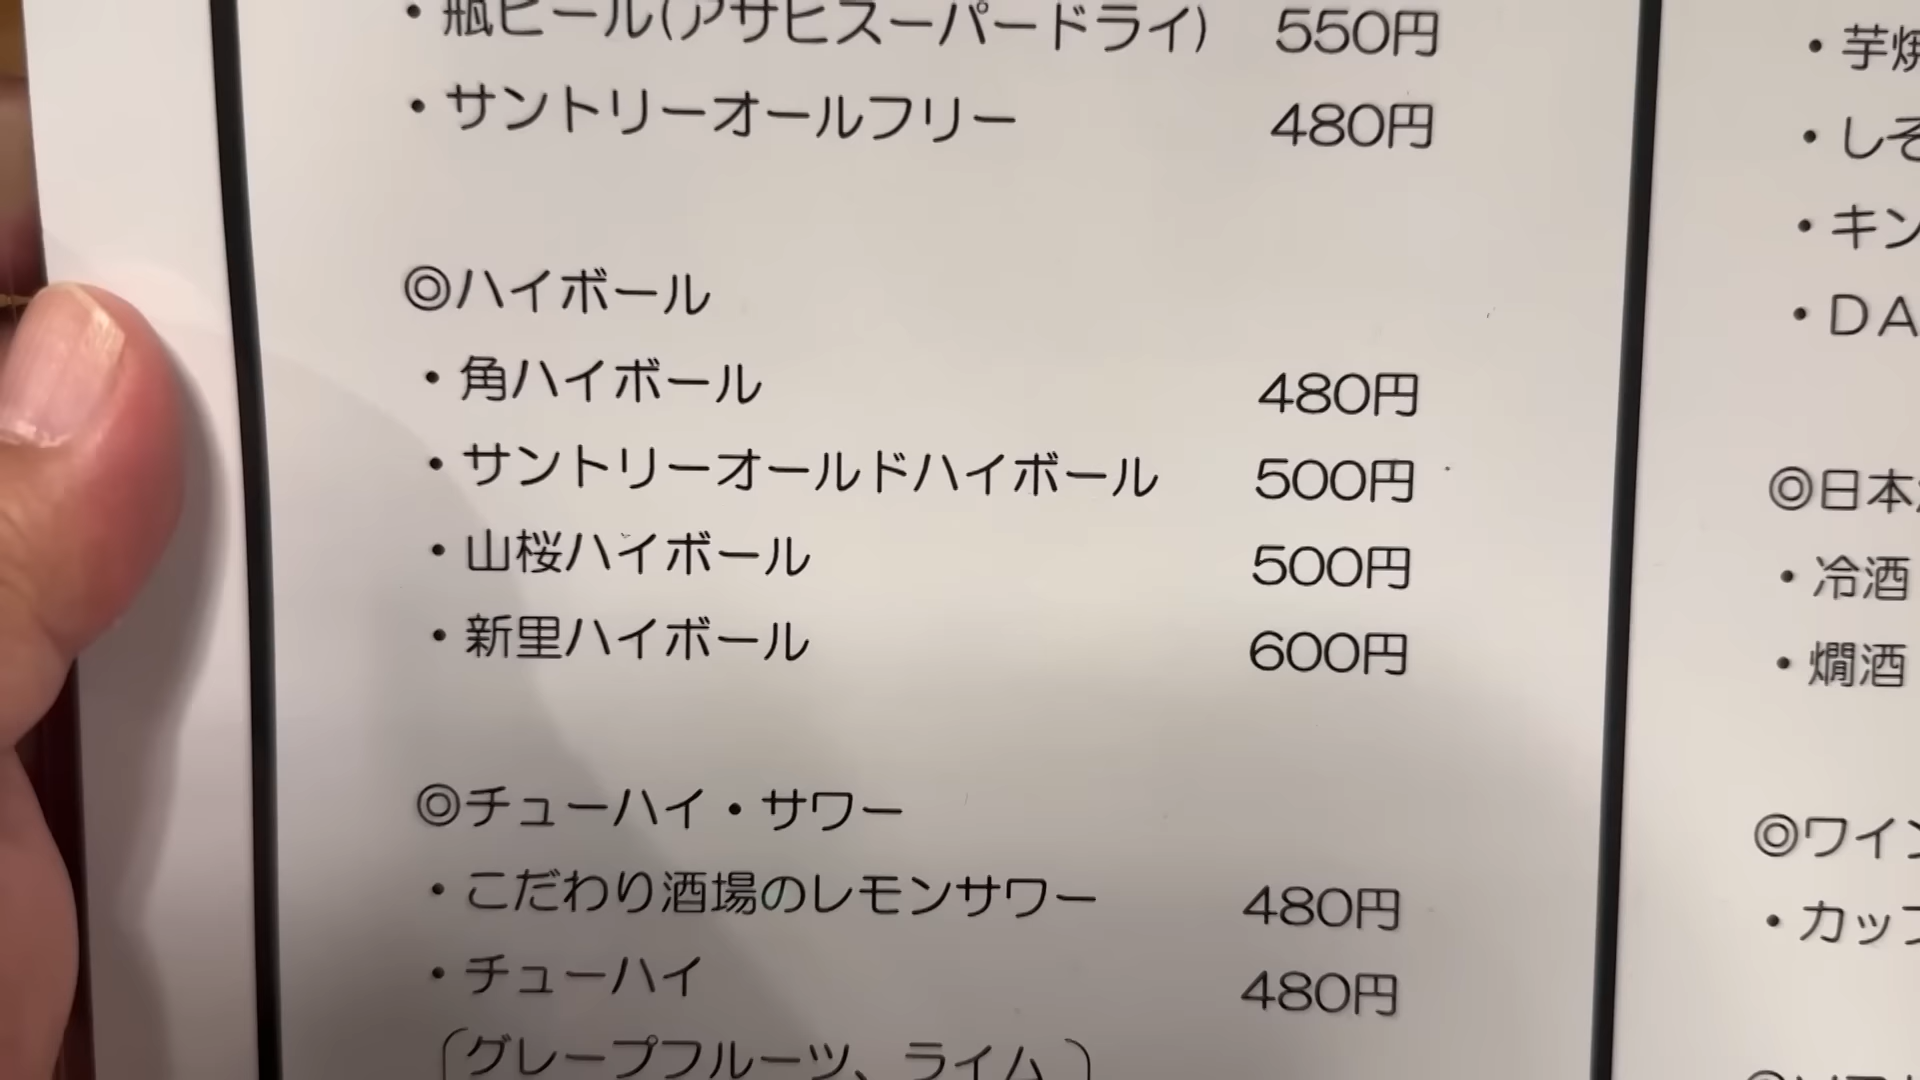 ・瓶ビール(アサヒスーパードライ) 550円
・サントリーオールフリー 480円
◎ハイボール
・角ハイボール 480円
・サントリーオールドハイボール 500円
・山桜ハイボール 500円
・新里ハイボール 600円
◎チューハイ・サワー
・こだわり酒場のレモンサワー 480円
・チューハイ 480円
(グレープフルーツ、ライム)
・芋焼
・しそ
・キン
・DA
◎日本
・冷酒
・燗酒
◎ワイン
・カップ